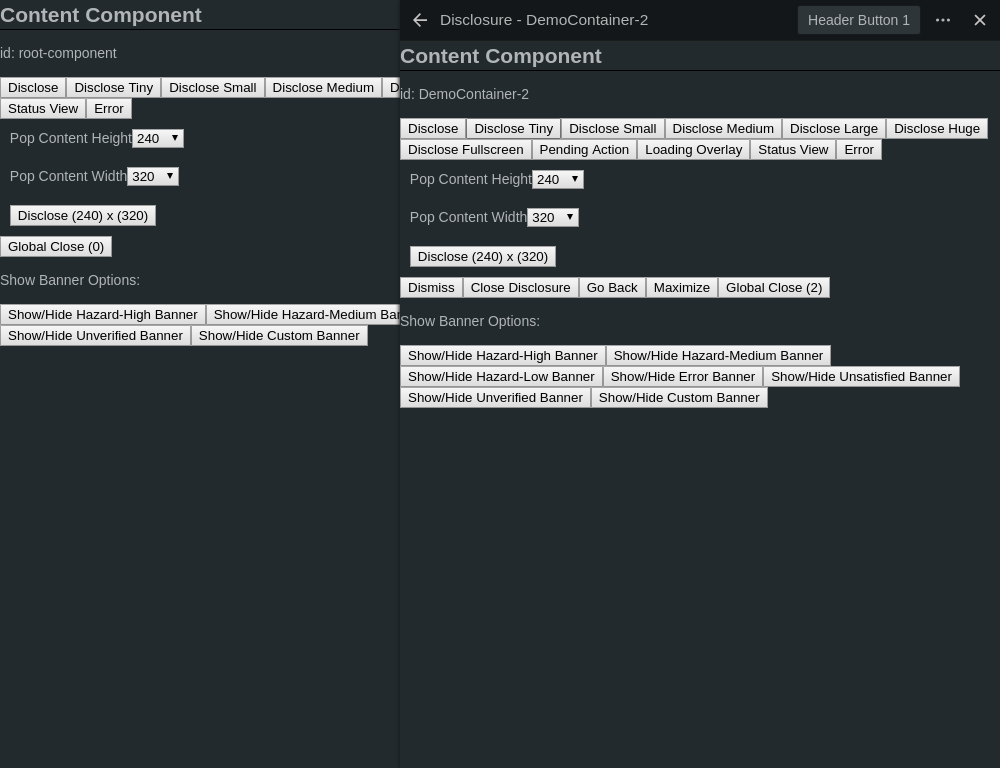 Content Component
id: root-component
Disclose Disclose Tiny Disclose Small Disclose Medium D
Status View Error
Pop Content Height 240
Pop Content Width 320
Disclose (240) x (320)
Global Close (0)
Show Banner Options:
Show/Hide Hazard-High Banner Show/Hide Hazard-Medium Ban
Show/Hide Unverified Banner Show/Hide Custom Banner
Disclosure - DemoContainer-2 Header Button 1
Content Component
id: DemoContainer-2
Disclose Disclose Tiny Disclose Small Disclose Medium Disclose Large Disclose Huge
Disclose Fullscreen Pending Action Loading Overlay Status View Error
Pop Content Height 240
Pop Content Width 320
Disclose (240) x (320)
Dismiss Close Disclosure Go Back Maximize Global Close (2)
Show Banner Options:
Show/Hide Hazard-High Banner Show/Hide Hazard-Medium Banner
Show/Hide Hazard-Low Banner Show/Hide Error Banner Show/Hide Unsatisfied Banner
Show/Hide Unverified Banner Show/Hide Custom Banner